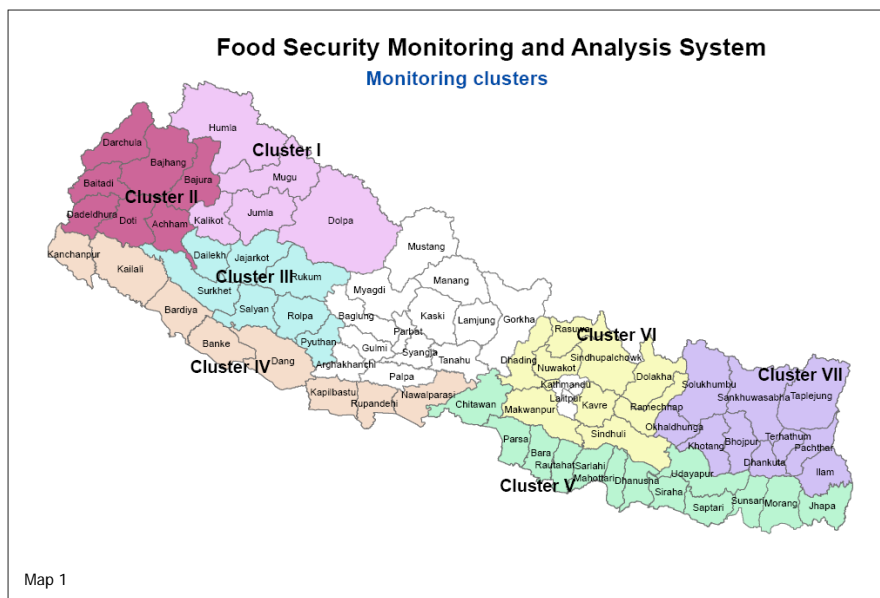 Food Security Monitoring and Analysis System
Monitoring clusters
Humla
Darchula
Cluster I
Bajhang
Mugu
Bajura
Baitadi
Cluster II
Dadeldhura
Doti
Achham
Kalikot
Jumla
Dolpa
Mustang
Kanchanpur
Kailali
Dailekh
Jajarkot
Cluster III
Rukum
Manang
Myagdi
Surkhet
Salyan
Rolpa
Baglung
Kaski
Lamjung
Gorkha
Bardiya
Parbat
Rasuwa
Cluster VI
Banke
Pyuthan
Gulmi
Syangja
Tanahu
Dhading
Nuwakot
Sindhupalchowk
Cluster IV
Dang
Arghakhanchi
Palpa
Dolakha
Solukhumbu
Cluster VII
Kapilbastu
Rupandehi
Nawalparasi
Chitawan
Kathmandu
Lalitpur
Kavre
Ramechhap
Sankhuwasabha
Taplejung
Makwanpur
Sindhuli
Okhaldhunga
Khotang
Bhojpur
Terhathum
Pachthar
Parsa
Bara
Rautahat
Sarlahi
Mahottari
Dhanusha
Siraha
Udayapur
Dhankuta
Ilam
Cluster V
Saptari
Sunsari
Morang
Jhapa
Map 1